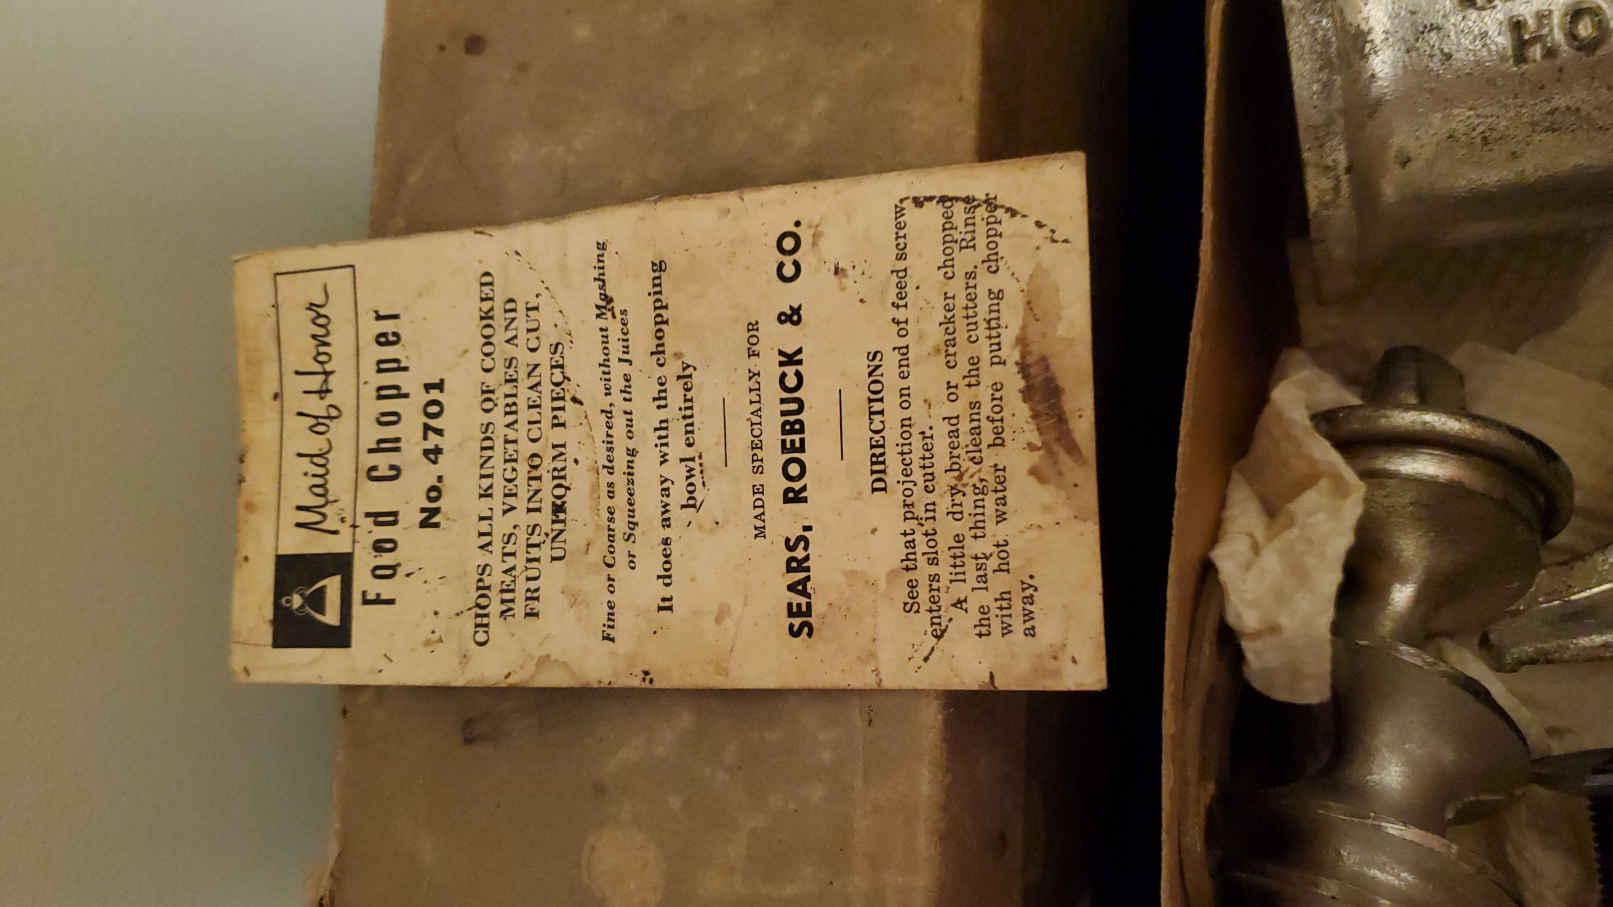 Maid of Honor
Food Chopper
No. 4701
CHOPS ALL KINDS OF COOKED
MEATS, VEGETABLES AND
FRUITS INTO CLEAN CUT,
UNIFORM PIECES
Fine or Coarse as desired, without Mashing
or Squeezing out the Juices
It does away with the chopping
bowl entirely
MADE SPECIALLY FOR
SEARS, ROEBUCK & CO.
DIRECTIONS
See that projection on end of feed screw
enters slot in cutter.
A little dry bread or cracker chopped
the last thing, cleans the cutters. Rinse
with hot water before putting chopper
away.
HO